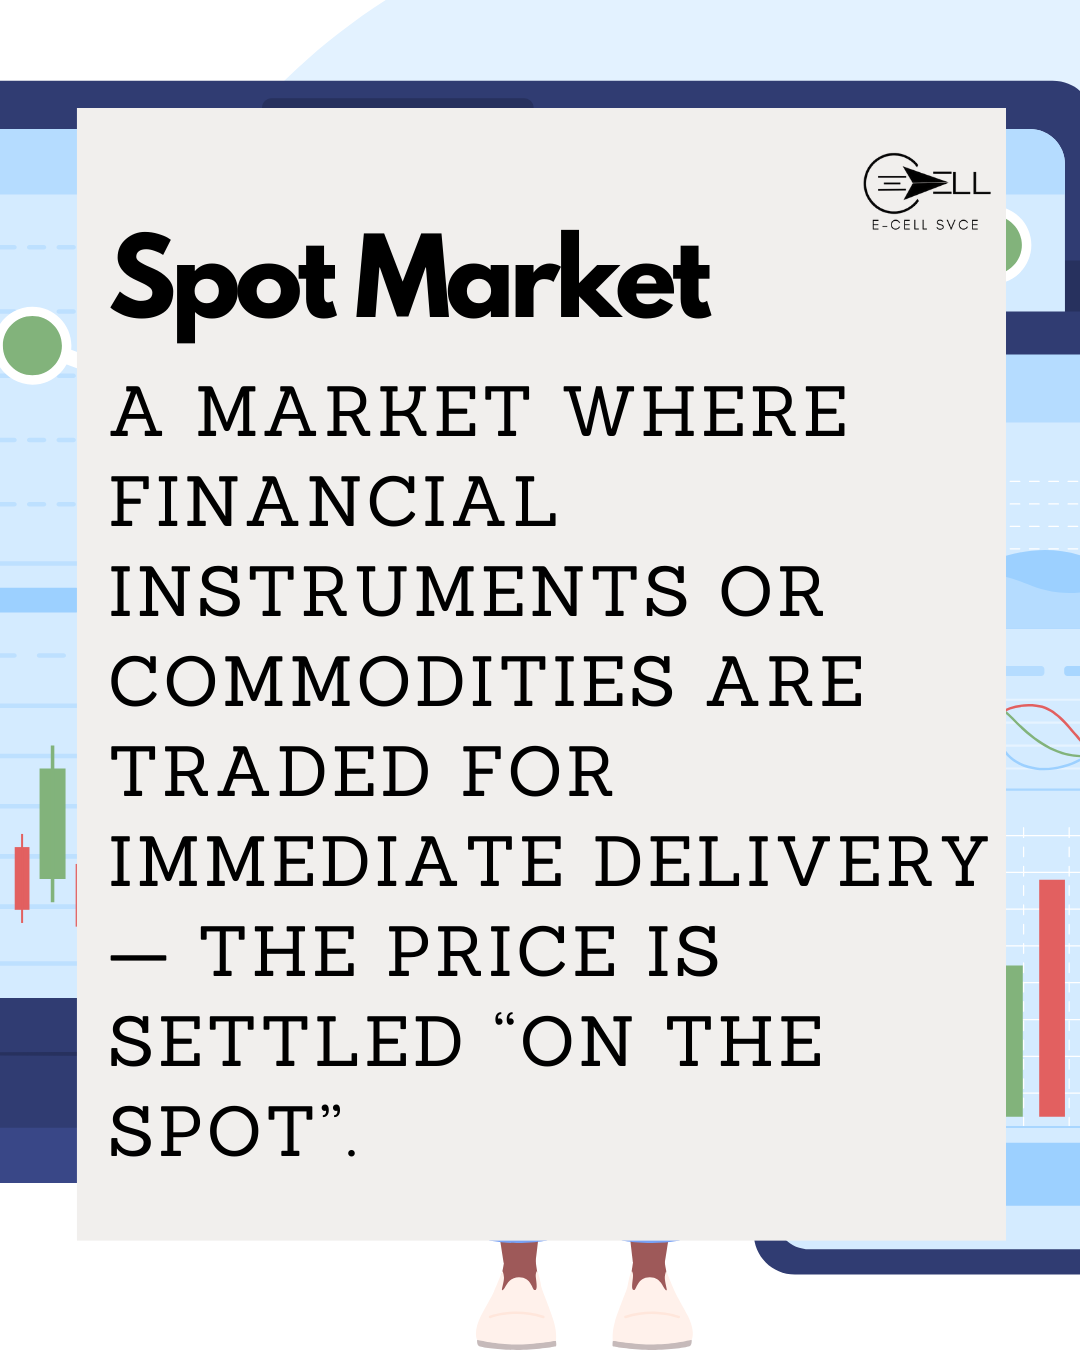 ELL
E-CELL SVCE
Spot Market
A MARKET WHERE
FINANCIAL
INSTRUMENTS OR
COMMODITIES ARE
TRADED FOR
IMMEDIATE DELIVERY
— THE PRICE IS
SETTLED “ON THE
SPOT”.